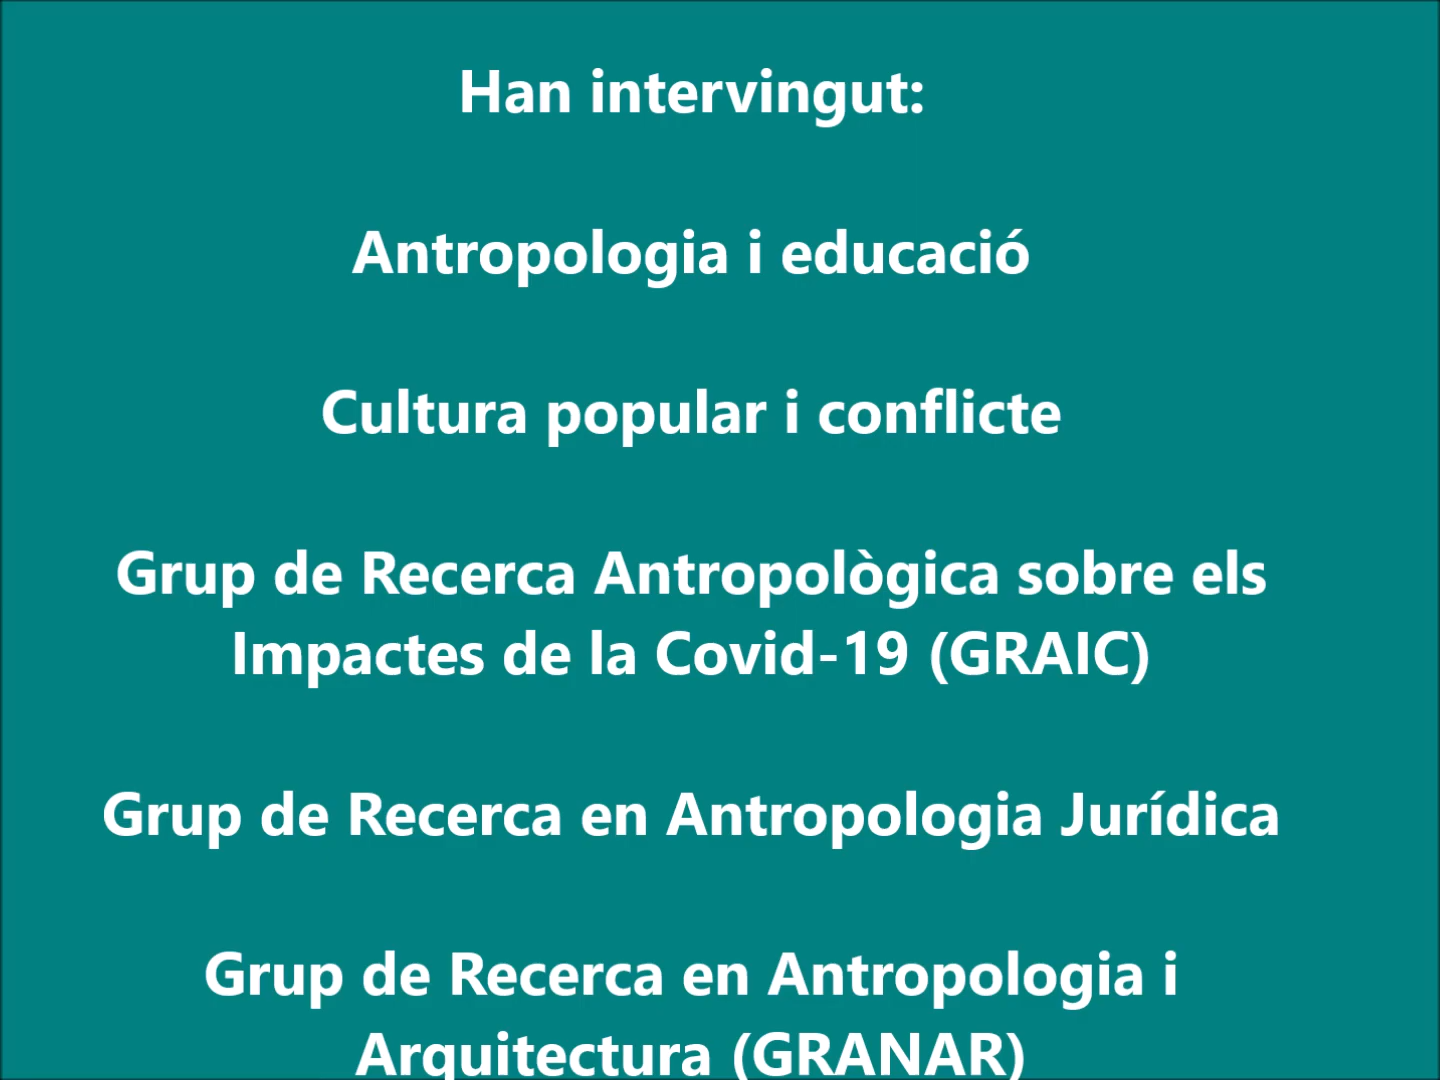 Han intervingut:
Antropologia i educació
Cultura popular i conflicte
Grup de Recerca Antropològica sobre els
Impactes de la Covid-19 (GRAIC)
Grup de Recerca en Antropologia Jurídica
Grup de Recerca en Antropologia i
Arquitectura (GRANAR)